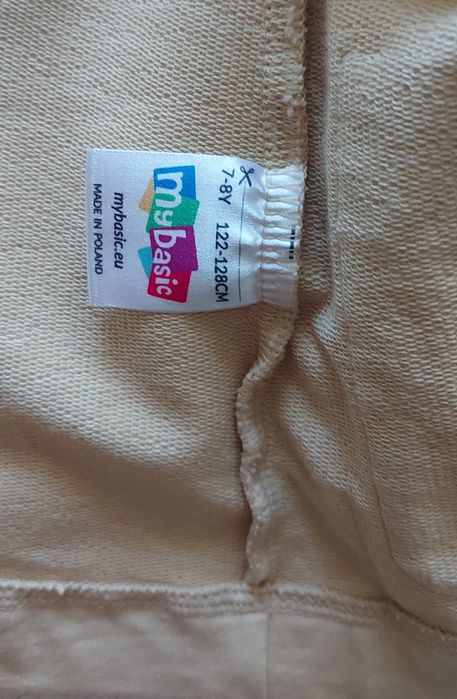 7-8Y 122-128CM
mybasic
mybasic.eu
MADE IN POLAND